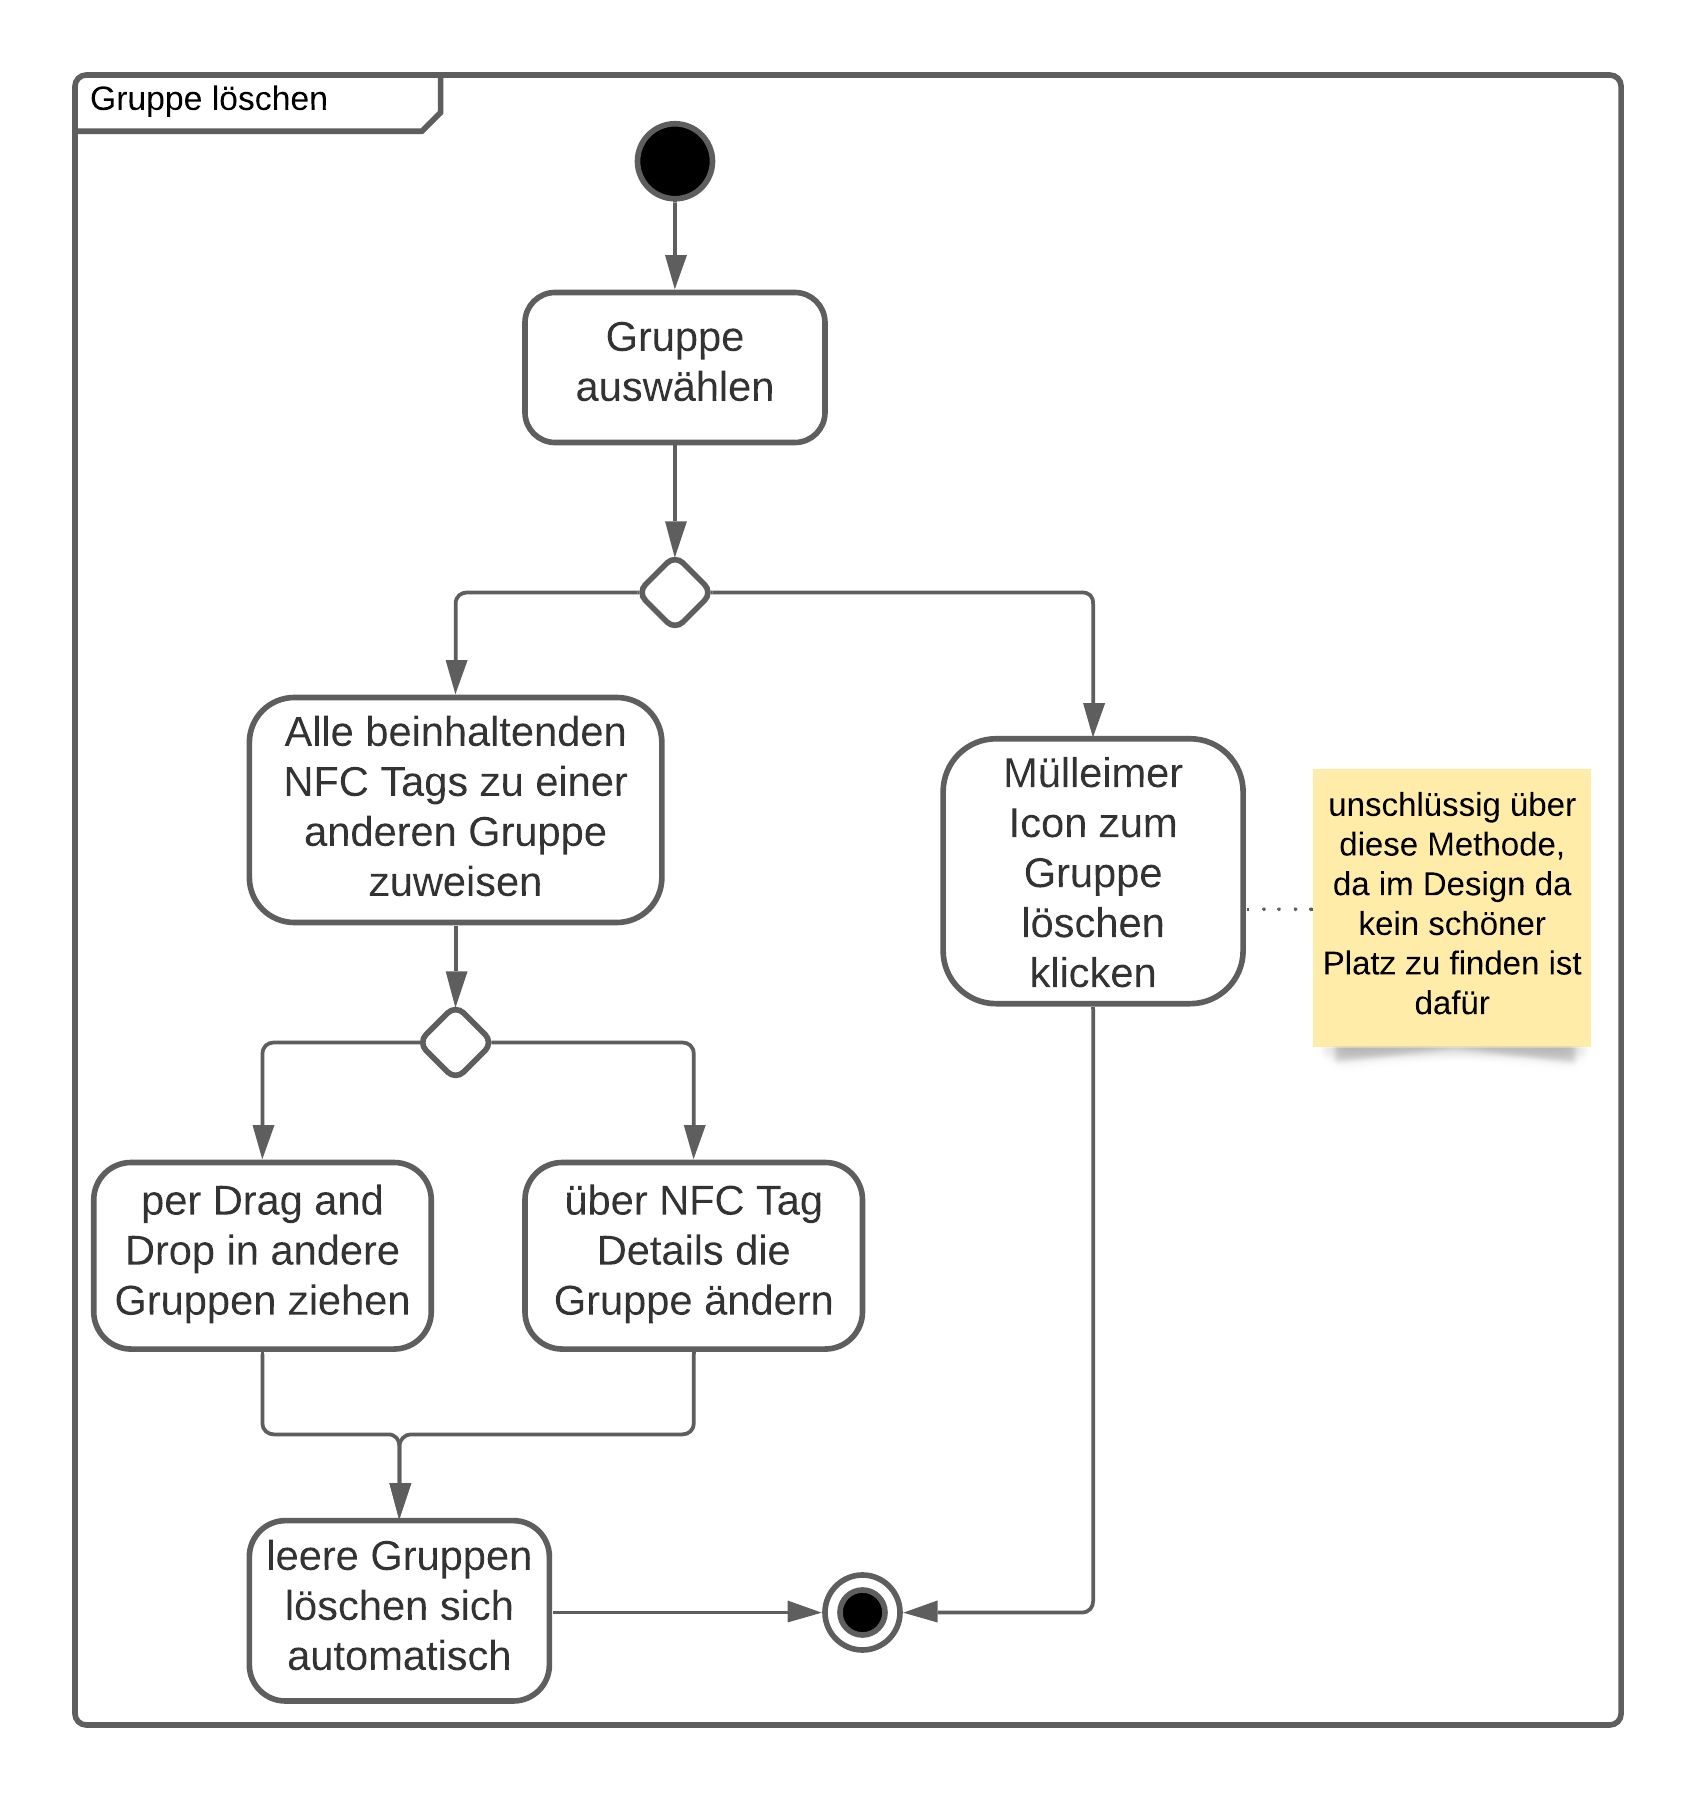 Gruppe löschen
Gruppe
auswählen
Alle beinhaltenden
NFC Tags zu einer
anderen Gruppe
zuweisen
Mülleimer
Icon zum
Gruppe
löschen
klicken
unschlüssig über
diese Methode,
da im Design da
kein schöner
Platz zu finden ist
dafür
per Drag and
Drop in andere
Gruppen ziehen
über NFC Tag
Details die
Gruppe ändern
leere Gruppen
löschen sich
automatisch